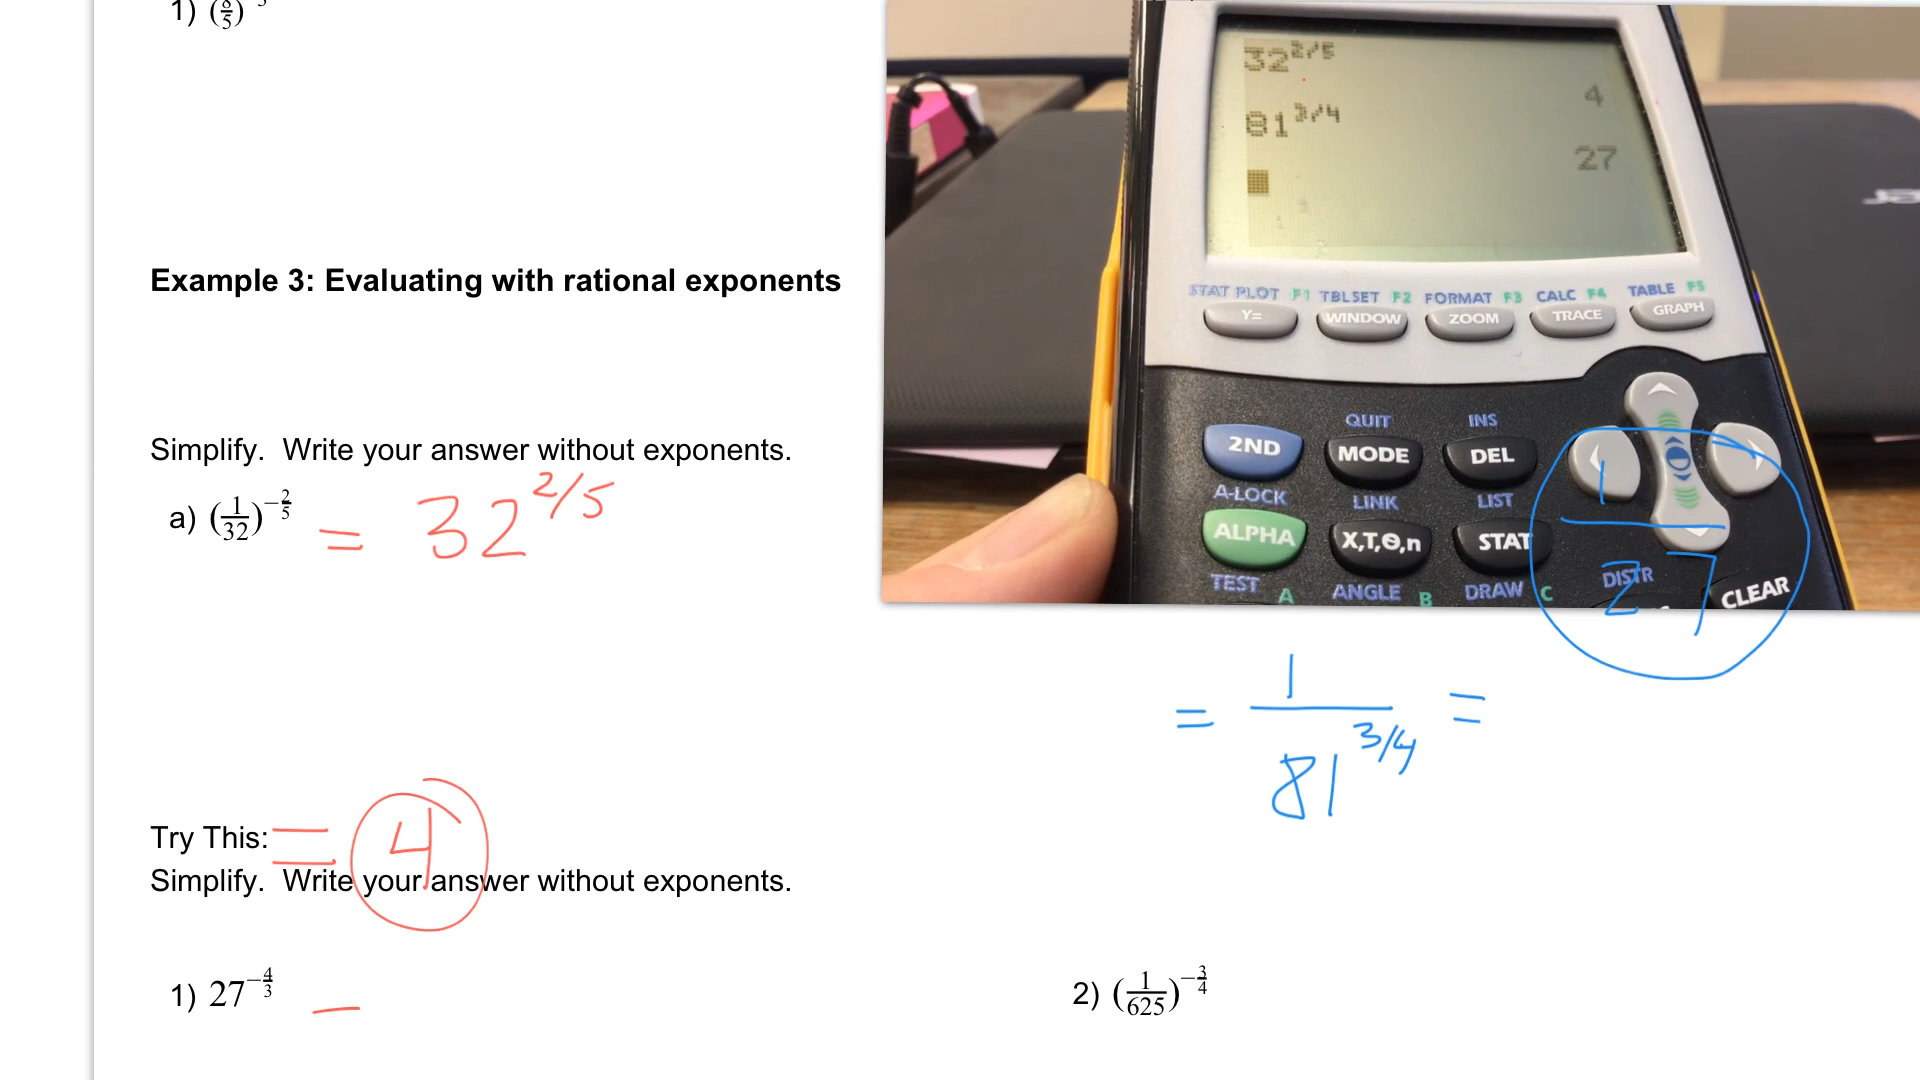 1) (8/5)
Example 3: Evaluating with rational exponents
Simplify. Write your answer without exponents.
a) (1/32)^(-2/5) = 32^(2/5)
= 4
Try This:
Simplify. Write your answer without exponents.
1) 27^(-4/3) —
2) (1/625)^(-3/4)
32^2/5
4
81^3/4
27
STAT PLOT F1 TBLSET F2 FORMAT F3 CALC F4 TABLE F5
Y= WINDOW ZOOM TRACE GRAPH
QUIT INS
2ND MODE DEL
A-LOCK LINK LIST
ALPHA X,T,Θ,n STAT
TEST A ANGLE B DRAW C DISTR
CLEAR
= 1/81^(3/4) = 1/27